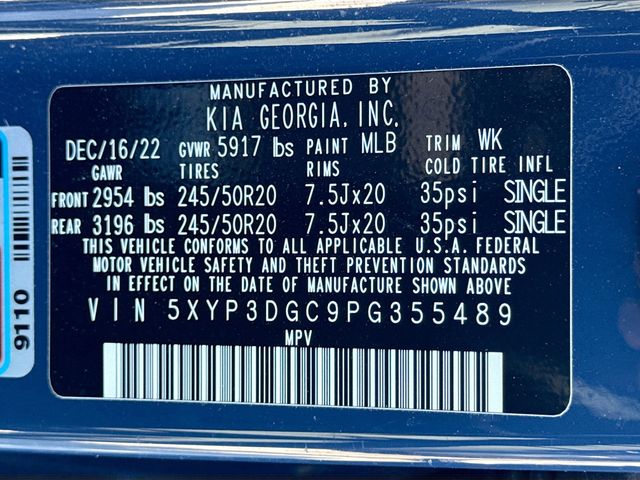 MANUFACTURED BY
KIA GEORGIA, INC.
DEC/16/22 GVWR 5917 lbs PAINT MLB TRIM WK
GAWR TIRES RIMS COLD TIRE INFL
FRONT 2954 lbs 245/50R20 7.5Jx20 35psi SINGLE
REAR 3196 lbs 245/50R20 7.5Jx20 35psi SINGLE
THIS VEHICLE CONFORMS TO ALL APPLICABLE U.S.A. FEDERAL
MOTOR VEHICLE SAFETY AND THEFT PREVENTION STANDARDS
IN EFFECT ON THE DATE OF MANUFACTURE SHOWN ABOVE
VIN 5XYP3DGC9PG355489
MPV
9110